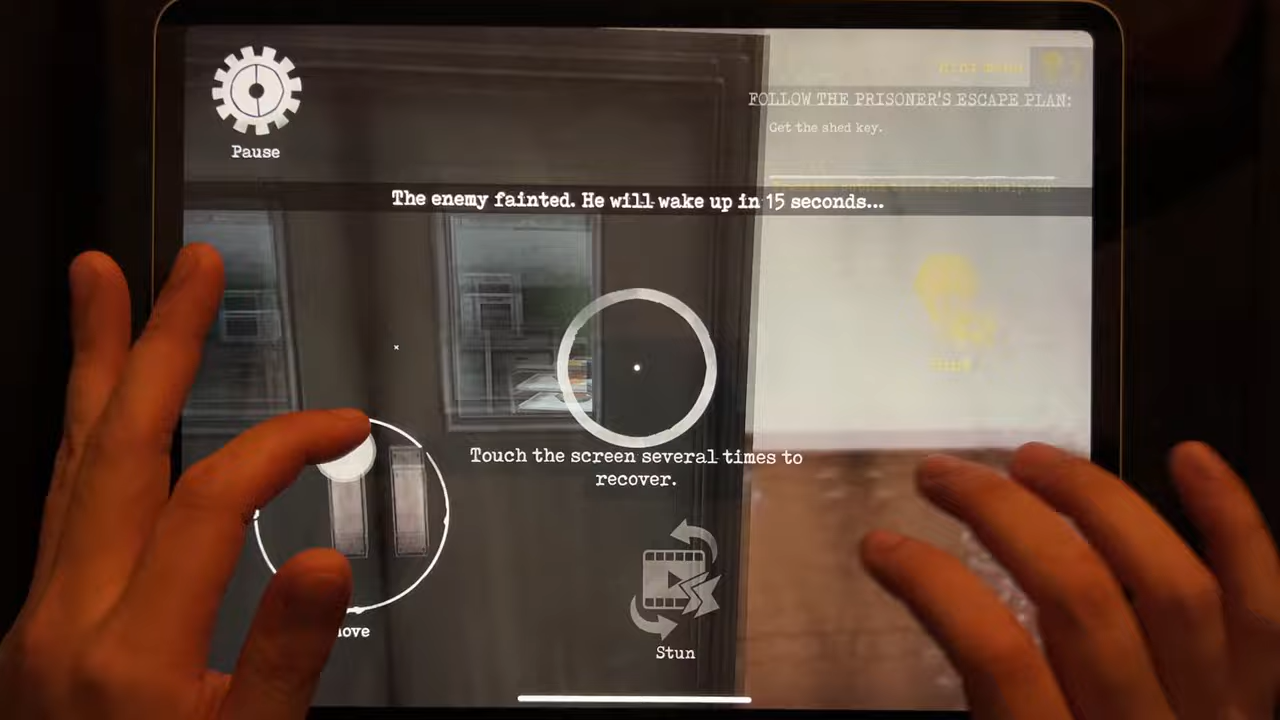 Pause
FOLLOW THE PRISONER'S ESCAPE PLAN:
Get the shed key.
The enemy fainted. He will wake up in 15 seconds...
Touch the screen several times to
recover.
Stun